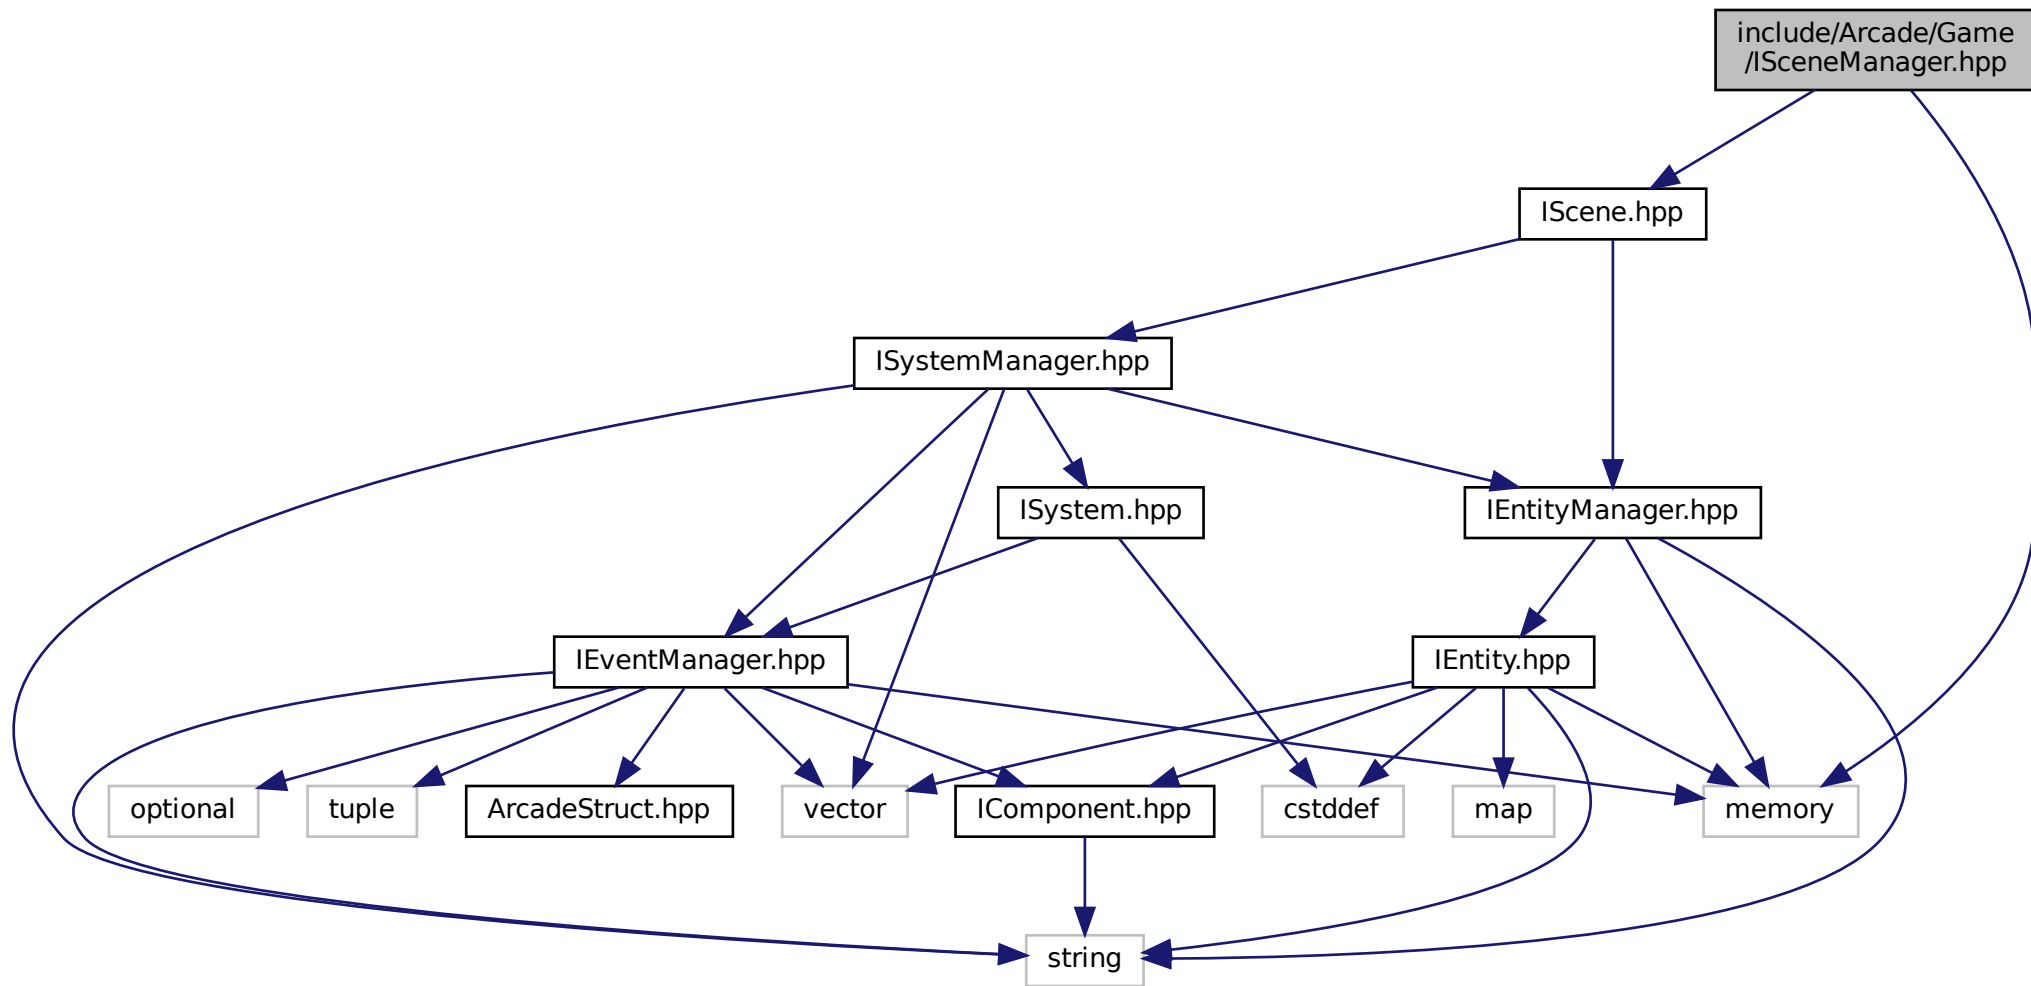 include/Arcade/Game
/ISceneManager.hpp
IScene.hpp
ISystemManager.hpp
ISystem.hpp
IEntityManager.hpp
IEventManager.hpp
IEntity.hpp
optional
tuple
ArcadeStruct.hpp
vector
IComponent.hpp
cstddef
map
memory
string